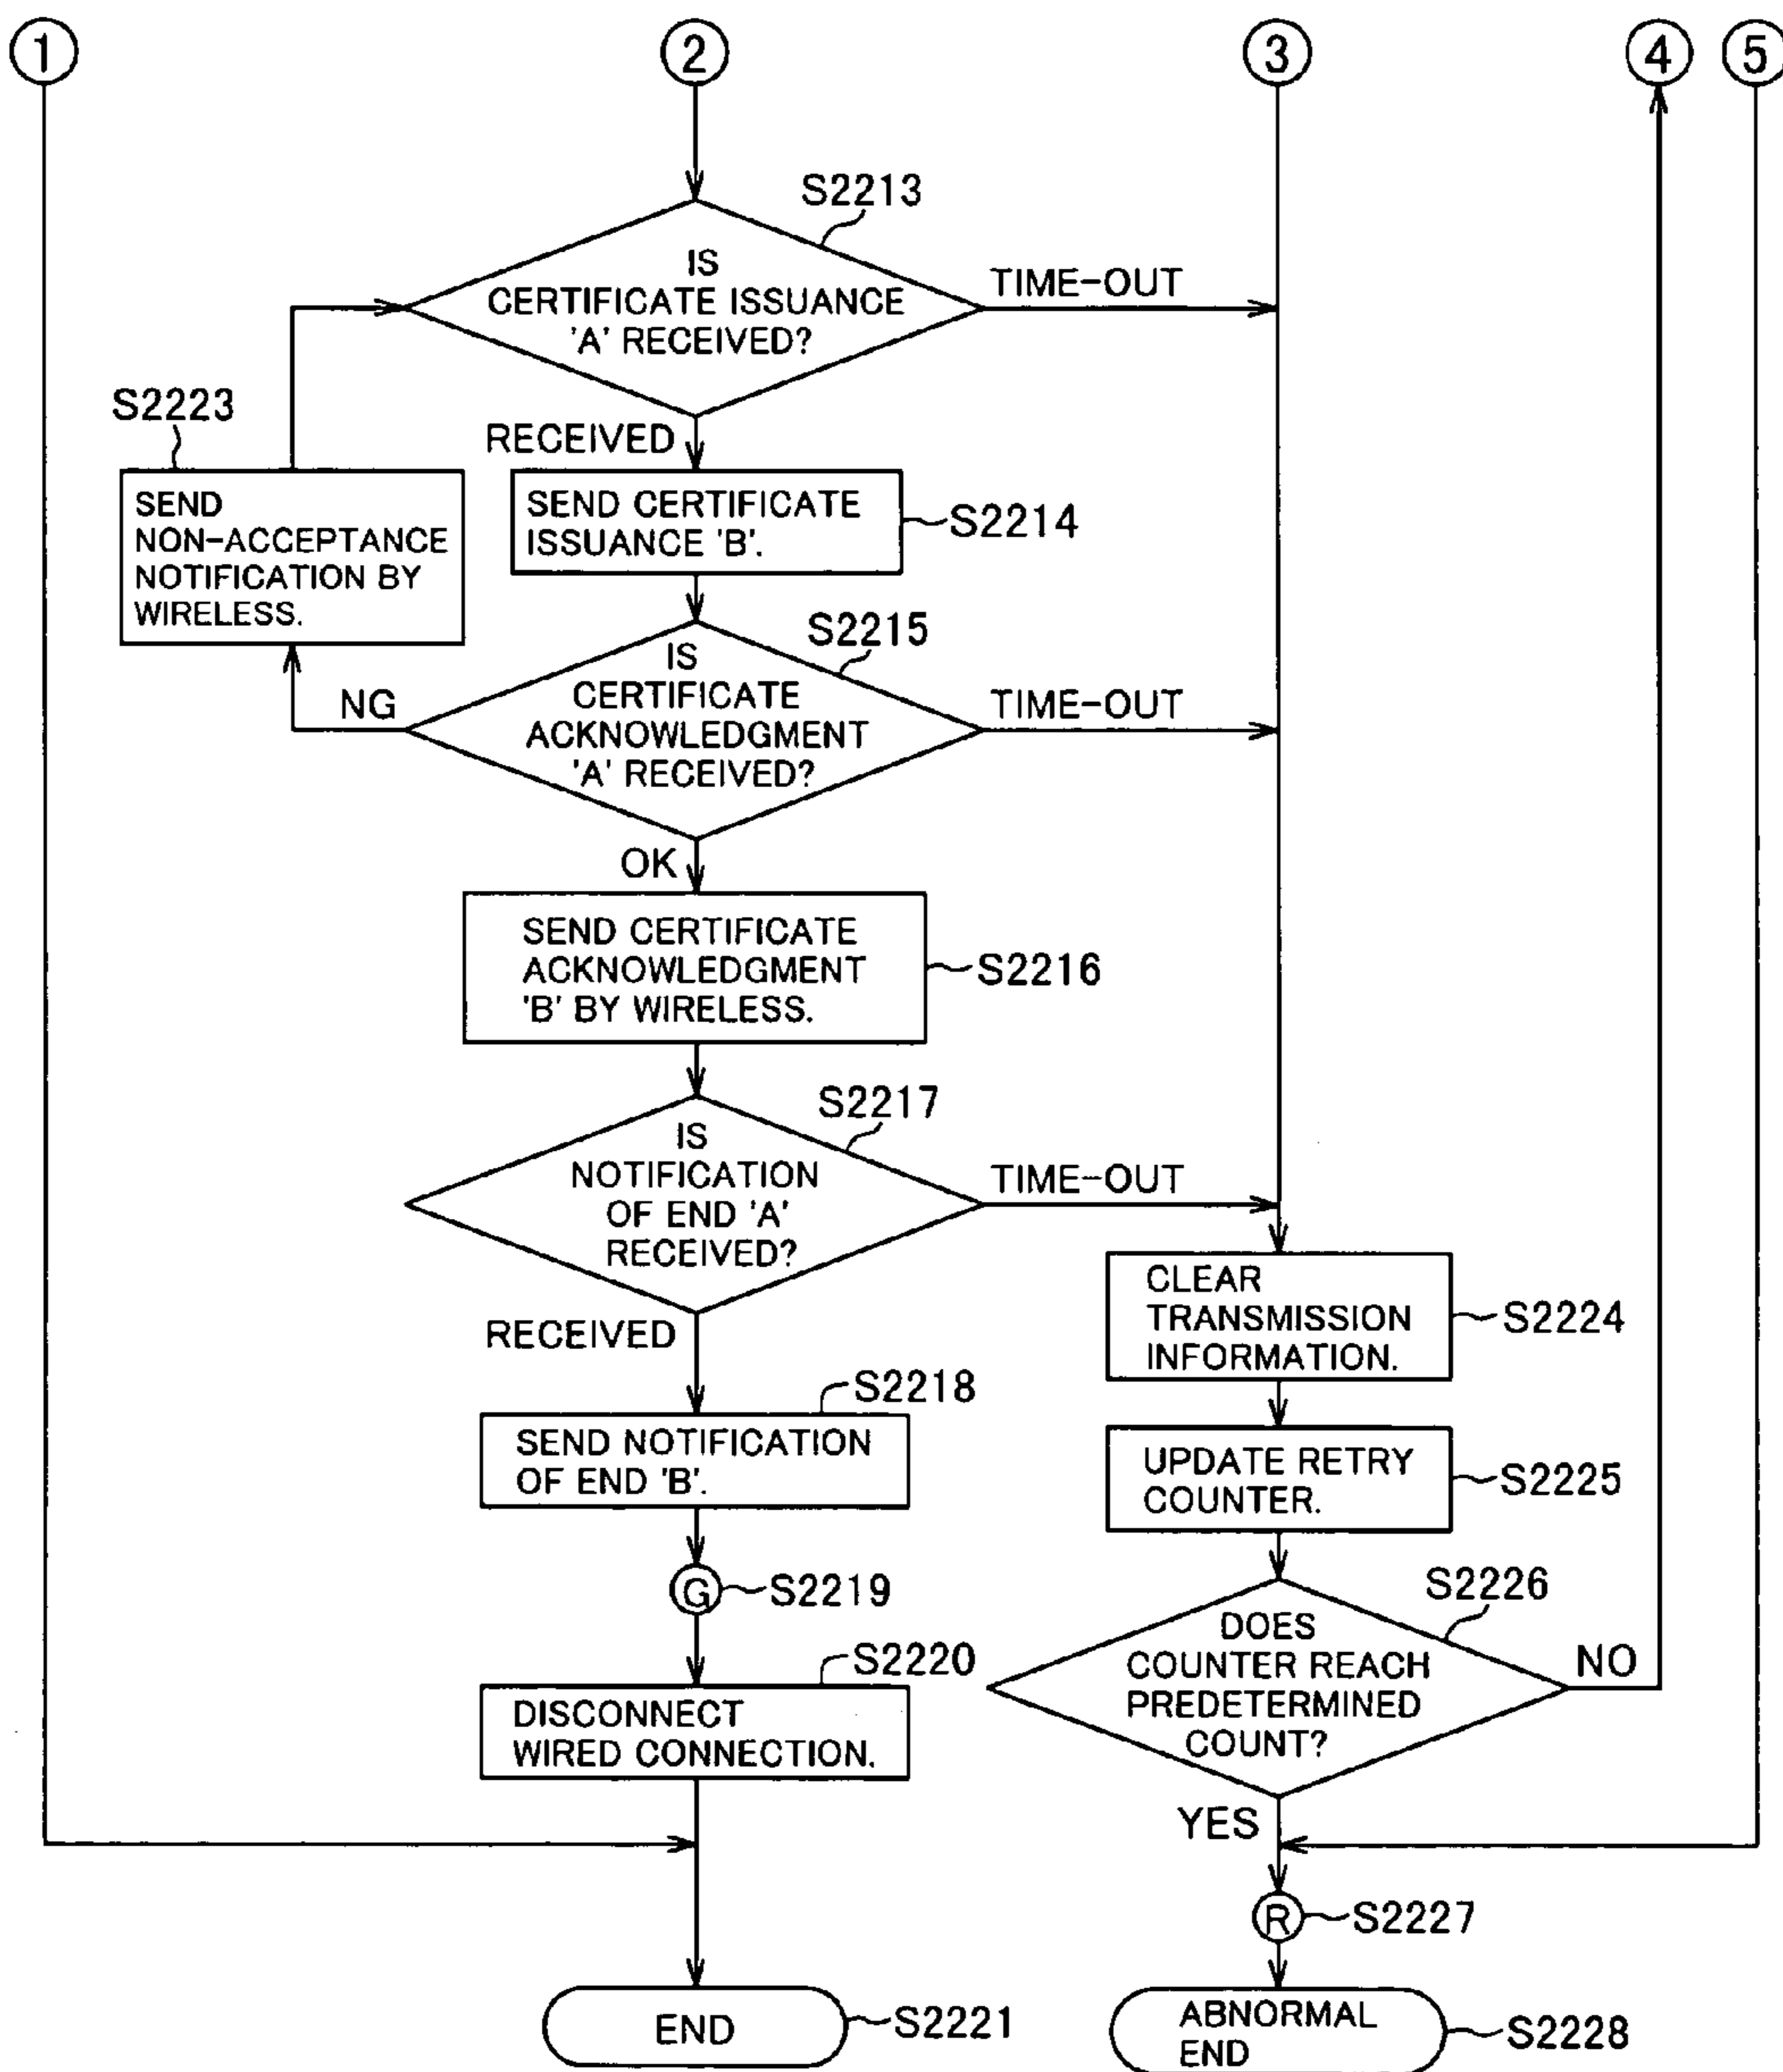 1
2
3
4
5
S2213
IS
CERTIFICATE ISSUANCE
'A' RECEIVED?
TIME-OUT
S2223
RECEIVED
SEND
NON-ACCEPTANCE
NOTIFICATION BY
WIRELESS.
SEND CERTIFICATE
ISSUANCE 'B'.
S2214
S2215
IS
CERTIFICATE
ACKNOWLEDGMENT
'A' RECEIVED?
NG
TIME-OUT
OK
SEND CERTIFICATE
ACKNOWLEDGMENT
'B' BY WIRELESS.
S2216
S2217
IS
NOTIFICATION
OF END 'A'
RECEIVED?
TIME-OUT
RECEIVED
CLEAR
TRANSMISSION
INFORMATION.
S2224
S2218
SEND NOTIFICATION
OF END 'B'.
UPDATE RETRY
COUNTER.
S2225
G
S2219
S2226
DOES
COUNTER REACH
PREDETERMINED
COUNT?
NO
S2220
DISCONNECT
WIRED CONNECTION.
YES
R
S2227
END
S2221
ABNORMAL
END
S2228